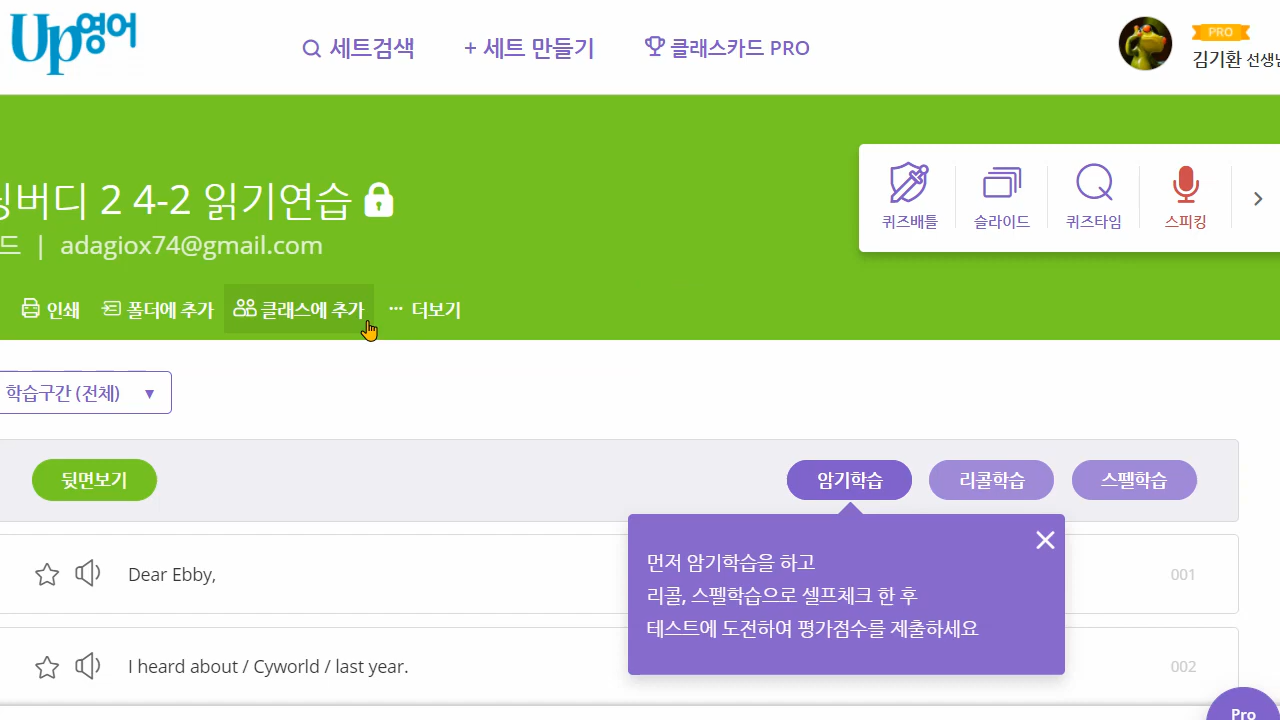 Up영어
세트검색
+ 세트 만들기
클래스카드 PRO
PRO
김기환 선생님
버디 2 4-2 읽기연습
드 | adagiox74@gmail.com
퀴즈배틀
슬라이드
퀴즈타임
스피킹
인쇄
폴더에 추가
클래스에 추가
··· 더보기
학습구간 (전체) ▼
뒷면보기
암기학습
리콜학습
스펠학습
먼저 암기학습을 하고
리콜, 스펠학습으로 셀프체크 한 후
테스트에 도전하여 평가점수를 제출하세요
Dear Ebby,
001
I heard about / Cyworld / last year.
002
Pro